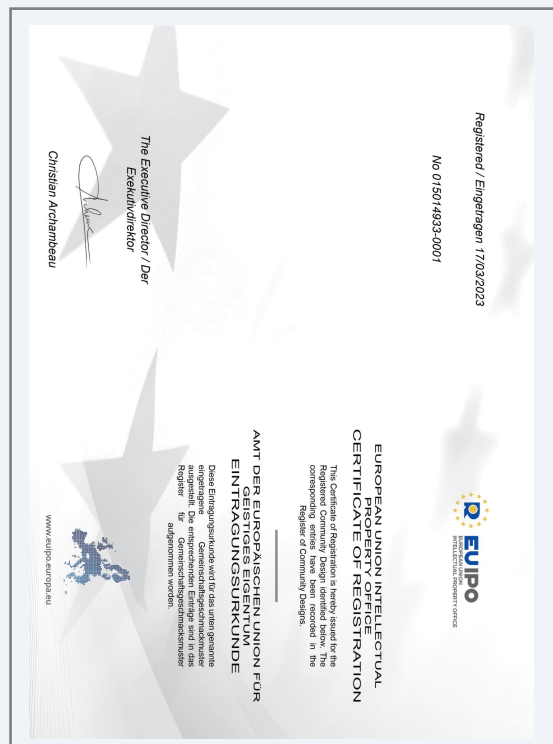 EUIPO
EUROPEAN UNION
INTELLECTUAL PROPERTY OFFICE
Registered / Eingetragen 17/03/2023
No 015014933-0001
EUROPEAN UNION INTELLECTUAL
PROPERTY OFFICE
CERTIFICATE OF REGISTRATION
This Certificate of Registration is hereby issued for the
Registered Community Design identified below. The
corresponding entries have been recorded in the
Register of Community Designs.
AMT DER EUROPÄISCHEN UNION FÜR
GEISTIGES EIGENTUM
EINTRAGUNGSURKUNDE
Diese Eintragungsurkunde wird für das unten genannte
eingetragene Gemeinschaftsgeschmackmuster
ausgestellt. Die entsprechenden Einträge sind in das
Register für Gemeinschaftsgeschmacksmuster
aufgenommen worden.
The Executive Director / Der
Exekutivdirektor
Christian Archambeau
www.euipo.europa.eu